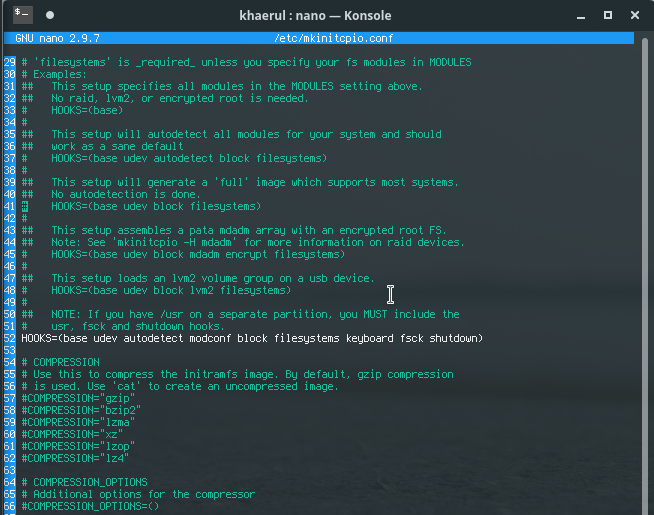 khaerul : nano — Konsole
GNU nano 2.9.7 /etc/mkinitcpio.conf
29 # 'filesystems' is _required_ unless you specify your fs modules in MODULES
30 # Examples:
31 ##   This setup specifies all modules in the MODULES setting above.
32 ##   No raid, lvm2, or encrypted root is needed.
33 #    HOOKS=(base)
34 #
35 ##   This setup will autodetect all modules for your system and should
36 ##   work as a sane default
37 #    HOOKS=(base udev autodetect block filesystems)
38 #
39 ##   This setup will generate a 'full' image which supports most systems.
40 ##   No autodetection is done.
41 #    HOOKS=(base udev block filesystems)
42 #
43 ##   This setup assembles a pata mdadm array with an encrypted root FS.
44 ##   Note: See 'mkinitcpio -H mdadm' for more information on raid devices.
45 #    HOOKS=(base udev block mdadm encrypt filesystems)
46 #
47 ##   This setup loads an lvm2 volume group on a usb device.
48 #    HOOKS=(base udev block lvm2 filesystems)
49 #
50 ##   NOTE: If you have /usr on a separate partition, you MUST include the
51 #    usr, fsck and shutdown hooks.
52 HOOKS=(base udev autodetect modconf block filesystems keyboard fsck shutdown)
53
54 # COMPRESSION
55 # Use this to compress the initramfs image. By default, gzip compression
56 # is used. Use 'cat' to create an uncompressed image.
57 #COMPRESSION="gzip"
58 #COMPRESSION="bzip2"
59 #COMPRESSION="lzma"
60 #COMPRESSION="xz"
61 #COMPRESSION="lzop"
62 #COMPRESSION="lz4"
63
64 # COMPRESSION_OPTIONS
65 # Additional options for the compressor
66 #COMPRESSION_OPTIONS=()